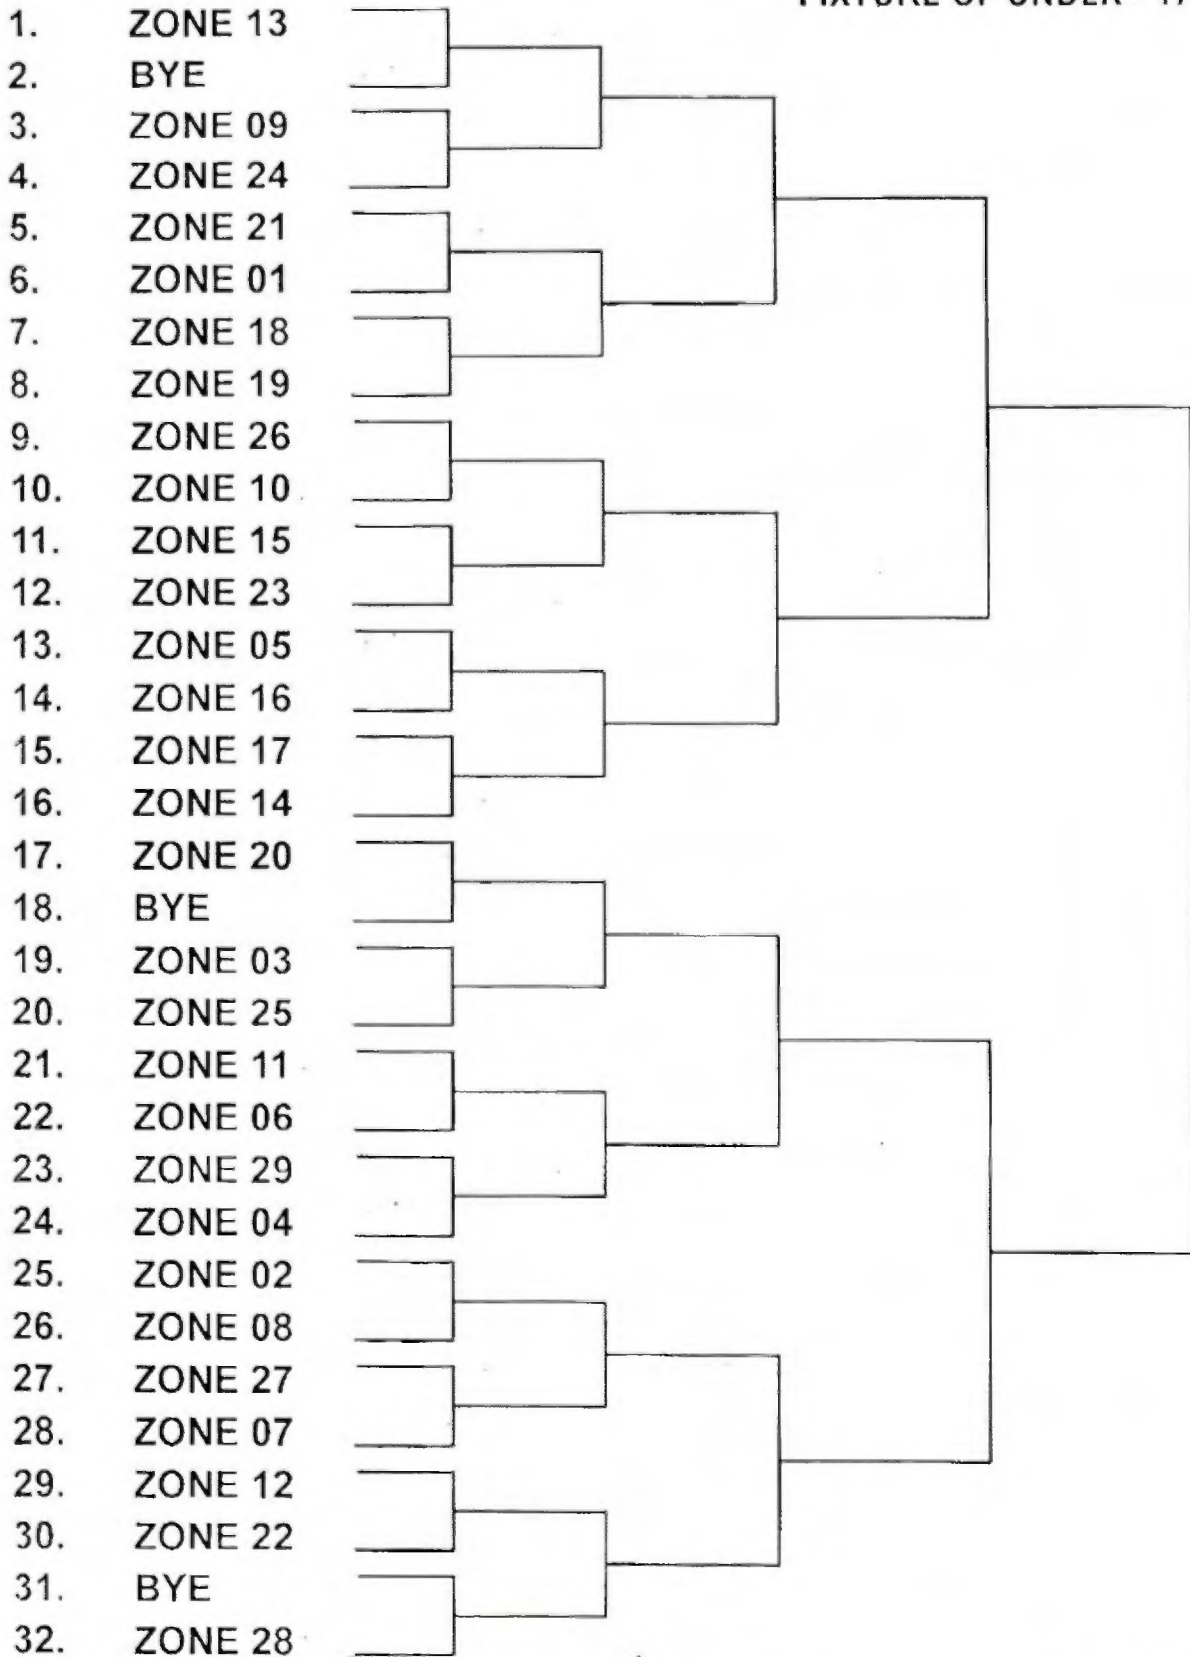 FIXTURE OF UNDER - 17
1. ZONE 13
2. BYE
3. ZONE 09
4. ZONE 24
5. ZONE 21
6. ZONE 01
7. ZONE 18
8. ZONE 19
9. ZONE 26
10. ZONE 10
11. ZONE 15
12. ZONE 23
13. ZONE 05
14. ZONE 16
15. ZONE 17
16. ZONE 14
17. ZONE 20
18. BYE
19. ZONE 03
20. ZONE 25
21. ZONE 11
22. ZONE 06
23. ZONE 29
24. ZONE 04
25. ZONE 02
26. ZONE 08
27. ZONE 27
28. ZONE 07
29. ZONE 12
30. ZONE 22
31. BYE
32. ZONE 28